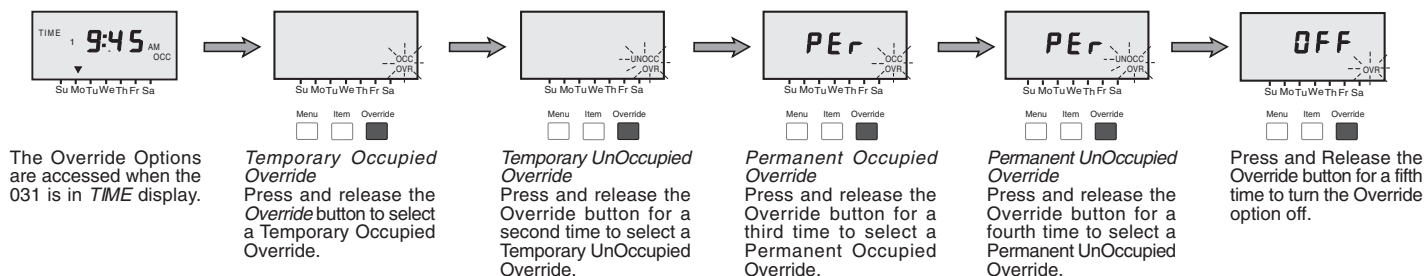 TIME 1 9:45 AM
OCC
Su Mo Tu We Th Fr Sa
The Override Options
are accessed when the
031 is in TIME display.
OCC
OVR
Su Mo Tu We Th Fr Sa
Menu Item Override
Temporary Occupied
Override
Press and release the
Override button to select
a Temporary Occupied
Override.
UNOCC
OVR
Su Mo Tu We Th Fr Sa
Menu Item Override
Temporary UnOccupied
Override
Press and release the
Override button for a
second time to select a
Temporary UnOccupied
Override.
PEr
OCC
OVR
Su Mo Tu We Th Fr Sa
Menu Item Override
Permanent Occupied
Override
Press and release the
Override button for a
third time to select a
Permanent Occupied
Override.
PEr
UNOCC
OVR
Su Mo Tu We Th Fr Sa
Menu Item Override
Permanent UnOccupied
Override
Press and release the
Override button for a
fourth time to select a
Permanent UnOccupied
Override.
OFF
OVR
Su Mo Tu We Th Fr Sa
Menu Item Override
Press and Release the
Override button for a fifth
time to turn the Override
option off.